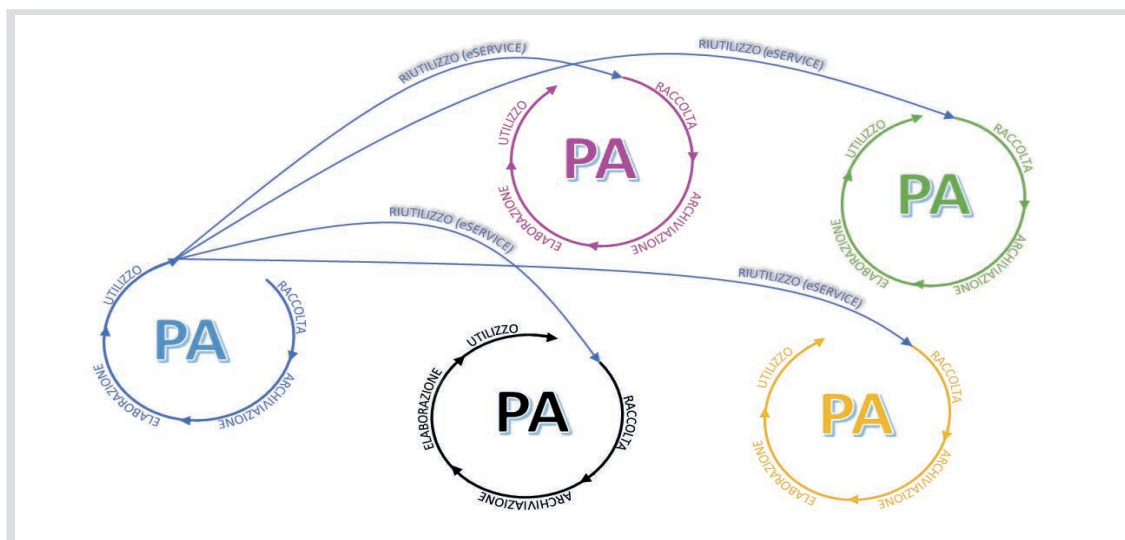 RIUTILIZZO (eSERVICE)
RIUTILIZZO (eSERVICE)
UTILIZZO
RACCOLTA
PA
ELABORAZIONE
ARCHIVIAZIONE
UTILIZZO
RACCOLTA
PA
ELABORAZIONE
ARCHIVIAZIONE
RIUTILIZZO (eSERVICE)
RIUTILIZZO (eSERVICE)
UTILIZZO
RACCOLTA
PA
ELABORAZIONE
ARCHIVIAZIONE
UTILIZZO
ELABORAZIONE
PA
RACCOLTA
ARCHIVIAZIONE
UTILIZZO
RACCOLTA
PA
ELABORAZIONE
ARCHIVIAZIONE